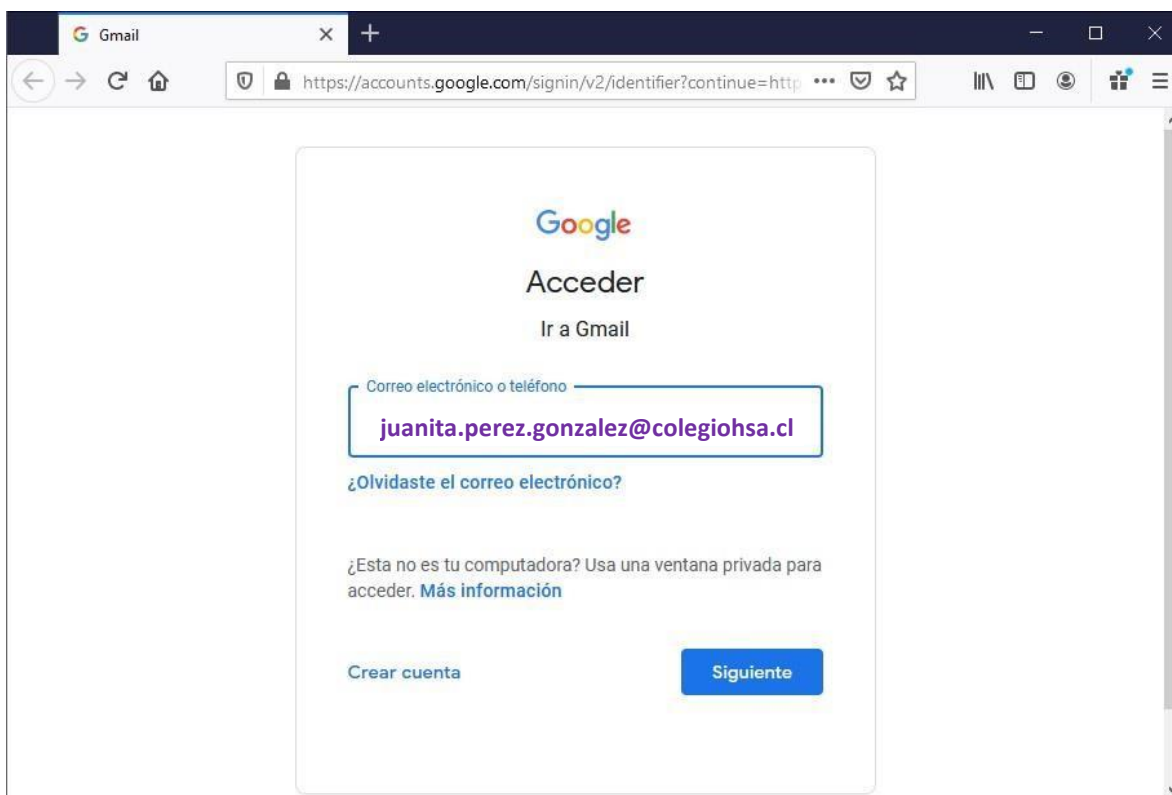 Gmail
https://accounts.google.com/signin/v2/identifier?continue=http
Google
Acceder
Ir a Gmail
Correo electrónico o teléfono
juanita.perez.gonzalez@colegiohsa.cl
¿Olvidaste el correo electrónico?
¿Esta no es tu computadora? Usa una ventana privada para
acceder. Más información
Crear cuenta
Siguiente